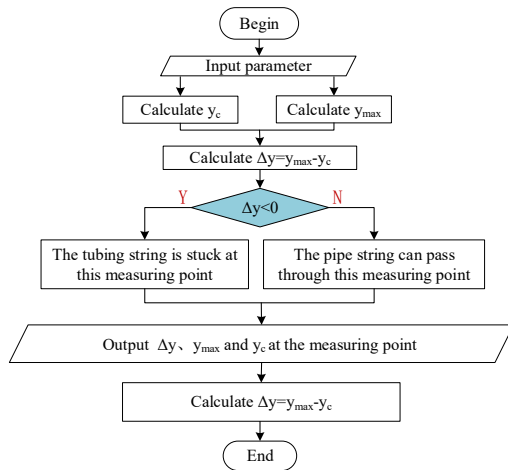 Begin
Input parameter
Calculate yc
Calculate ymax
Calculate Δy=ymax-yc
Y
N
Δy<0
The tubing string is stuck at
this measuring point
The pipe string can pass
through this measuring point
Output Δy、ymax and yc at the measuring point
Calculate Δy=ymax-yc
End